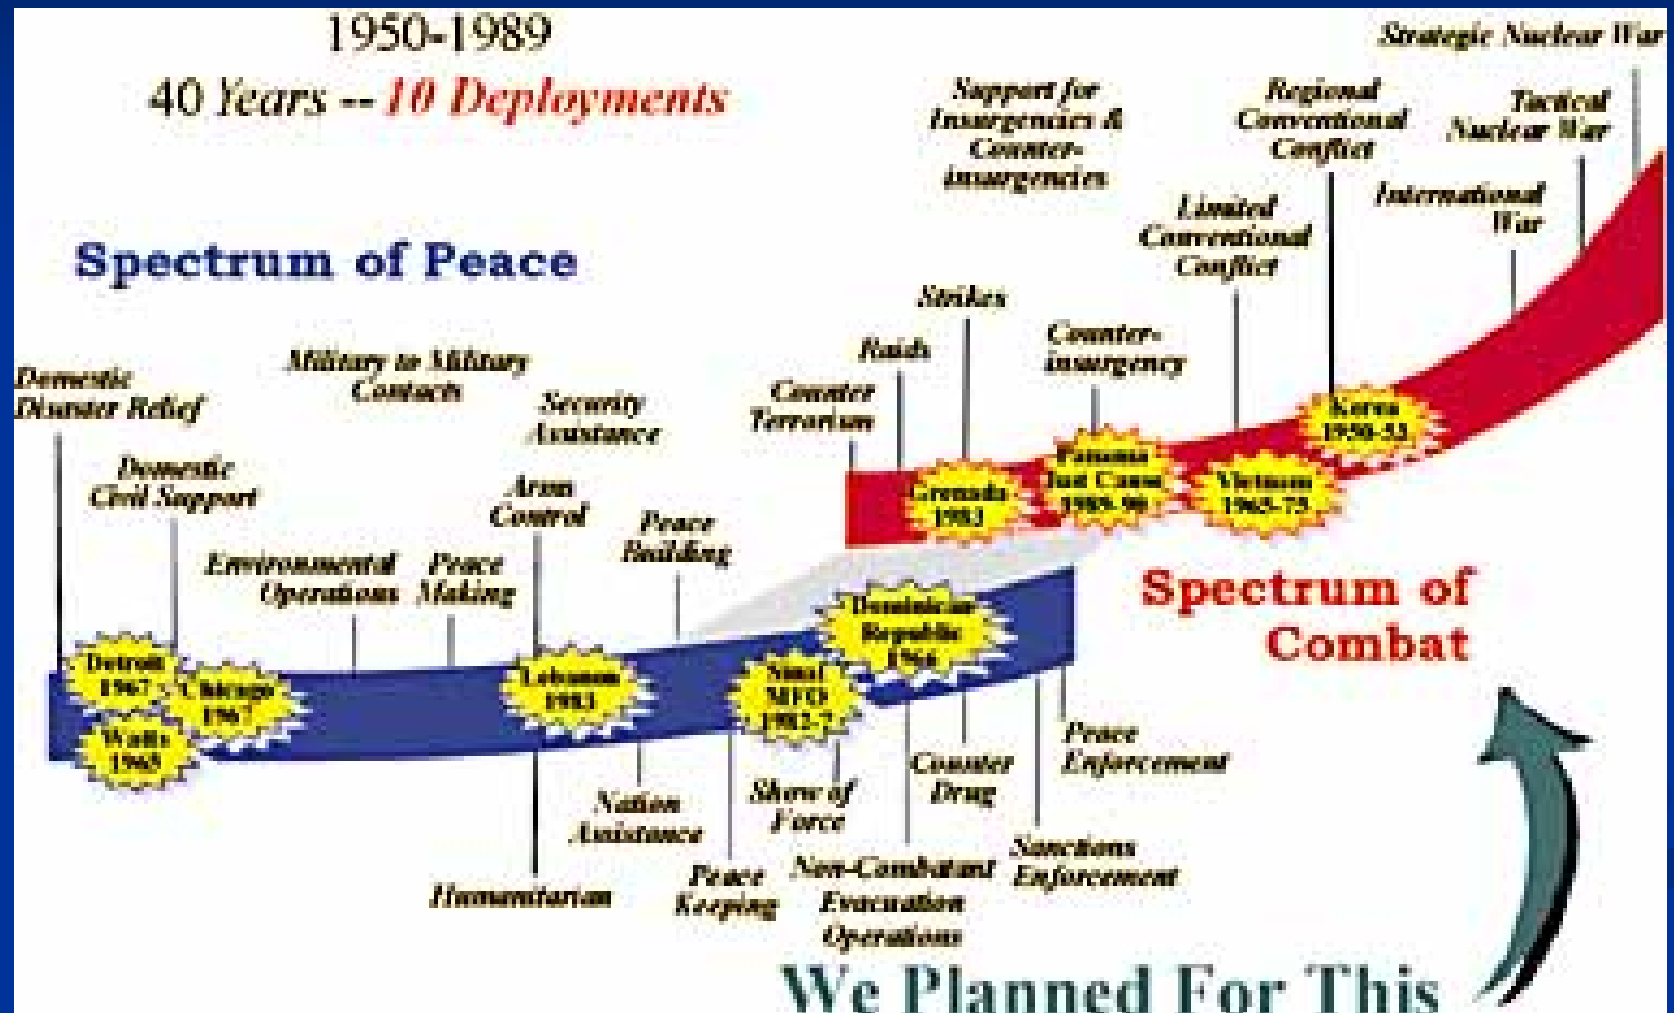 1950-1989
40 Years -- 10 Deployments
Strategic Nuclear War
Support for
Insurgencies &
Counter-
insurgencies
Regional
Conventional
Conflict
Tactical
Nuclear War
International
War
Limited
Conventional
Conflict
Spectrum of Peace
Strikes
Raids
Counter-
insurgency
Counter
Terrorism
Domestic
Disaster Relief
Military to Military
Contacts
Security
Assistance
Domestic
Civil Support
Arms
Control
Peace
Building
Environmental
Operations
Peace
Making
Korea
1950-53
Panama
Just Cause
1989-90
Vietnam
1965-75
Grenada
1983
Spectrum of
Combat
Dominican
Republic
1966
Detroit
1967
Chicago
1967
Watts
1965
Lebanon
1983
Sinai
MFO
1982-?
Peace
Enforcement
Counter
Drug
Show of
Force
Nation
Assistance
Sanctions
Enforcement
Humanitarian
Peace
Keeping
Non-Combatant
Evacuation
Operations
We Planned For This